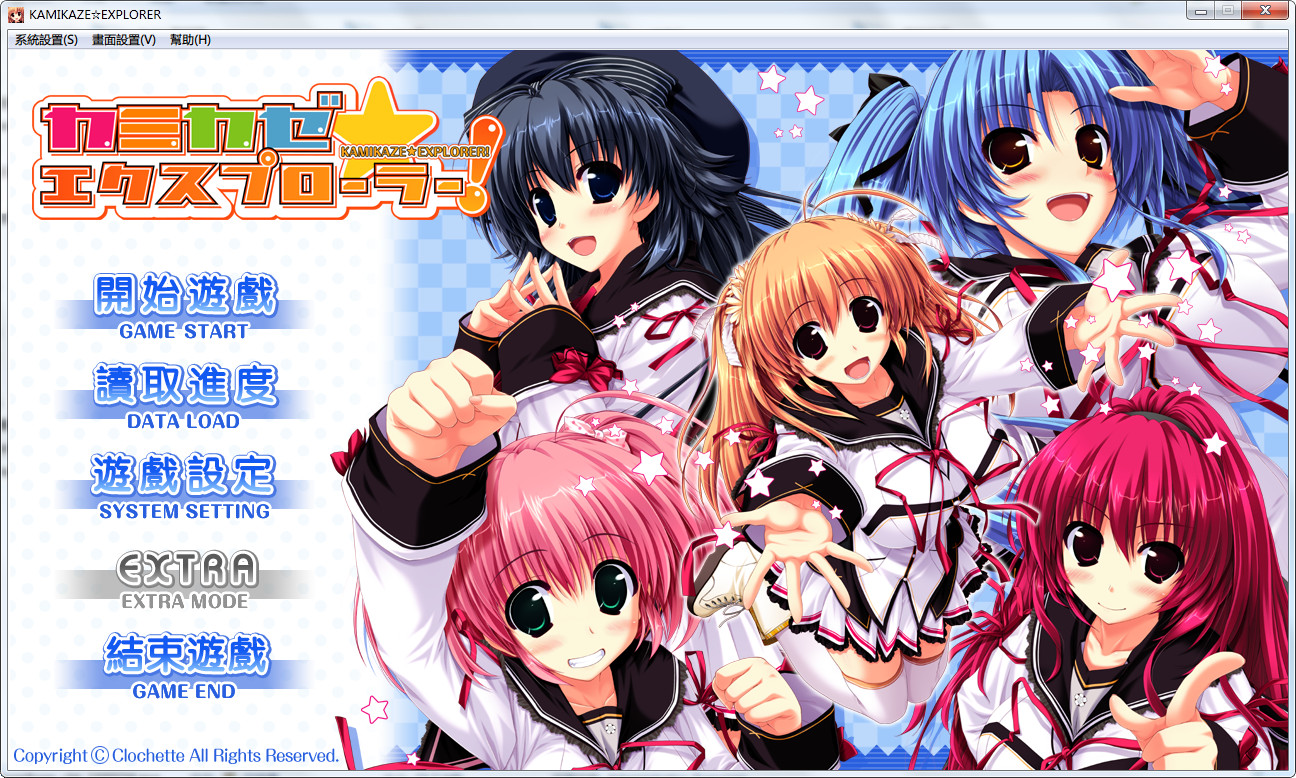 KAMIKAZE☆EXPLORER
系統設置(S) 畫面設置(V) 幫助(H)
カミカゼ★
KAMIKAZE☆EXPLORER!
エクスプローラー!
開始遊戲
GAME START
讀取進度
DATA LOAD
遊戲設定
SYSTEM SETTING
EXTRA
EXTRA MODE
結束遊戲
GAME END
Copyright Ⓒ Clochette All Rights Reserved.